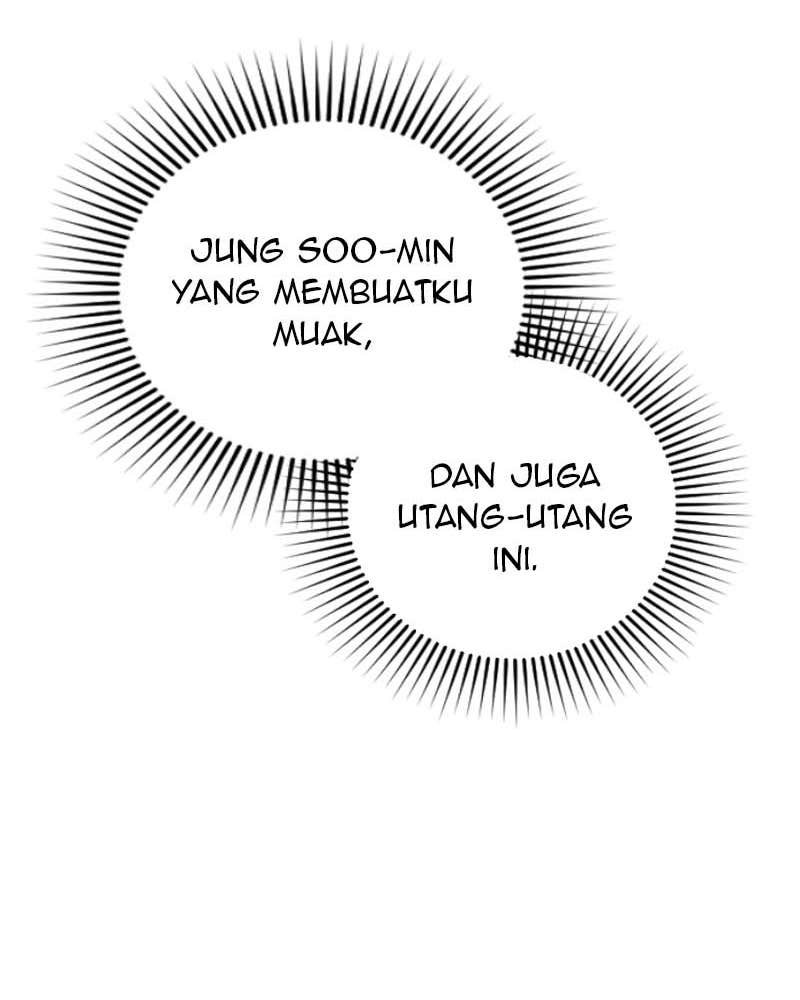 JUNG SOO-MIN
YANG MEMBUATKU
MUAK,
DAN JUGA
UTANG-UTANG
INI.